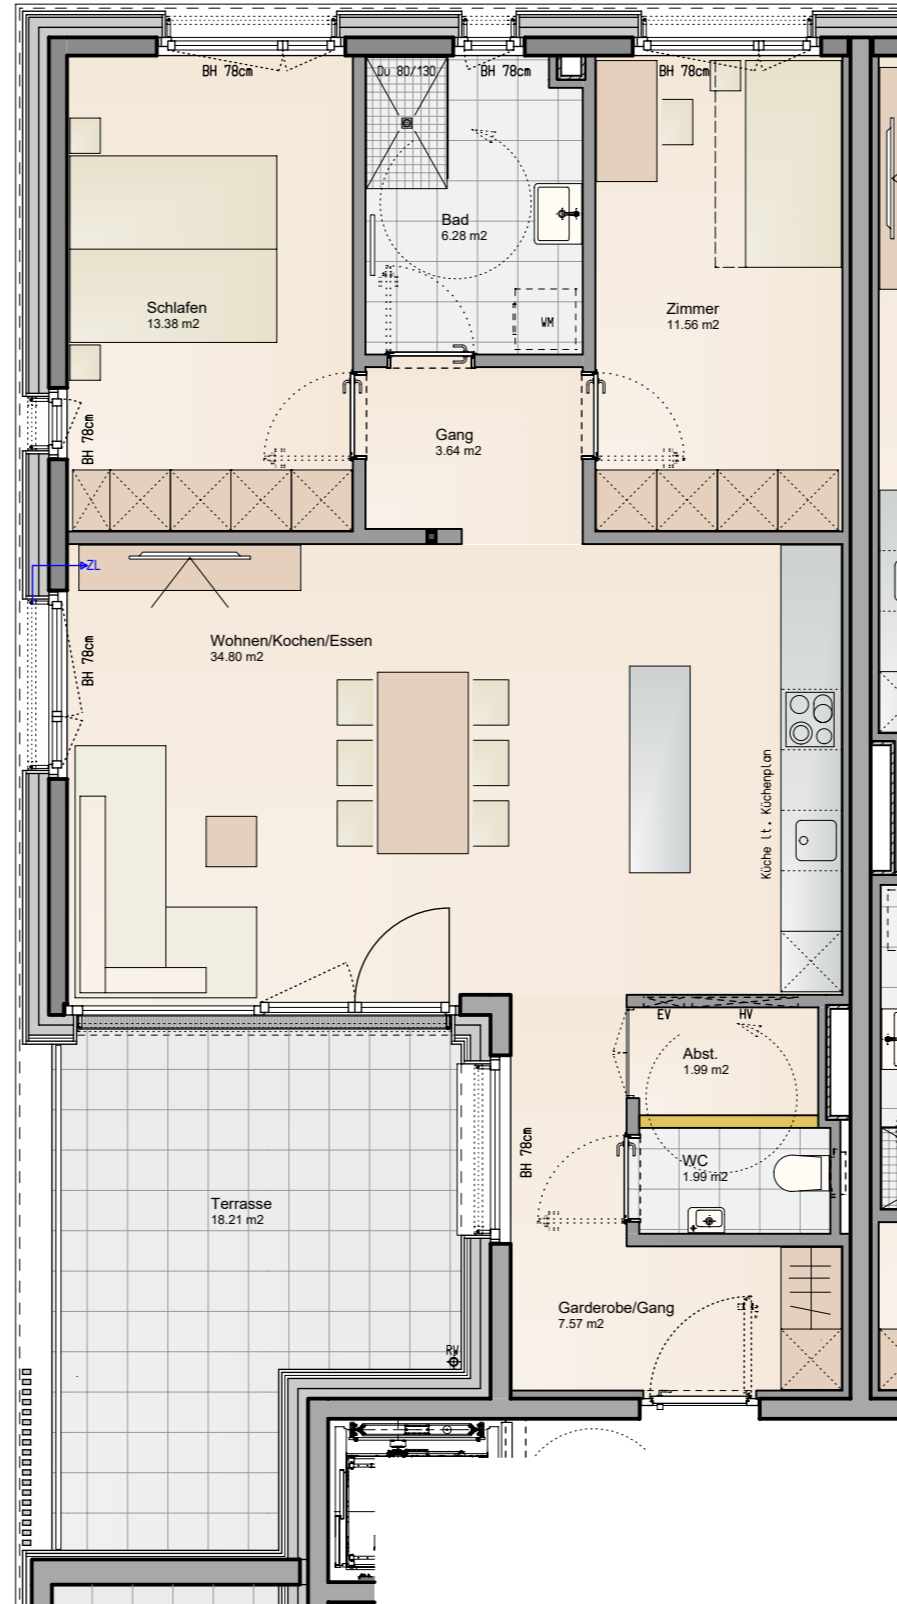 BH 78cm
Du 80/130
BH 78cm
BH 78cm
Bad
6.28 m2
Schlafen
13.38 m2
WM
Zimmer
11.56 m2
BH 78cm
Gang
3.64 m2
ZL
Wohnen/Kochen/Essen
34.80 m2
BH 78cm
Küche lt. Küchenplan
EV
HV
Abst.
1.99 m2
BH 78cm
WC
1.99 m2
Terrasse
18.21 m2
Garderobe/Gang
7.57 m2
RV